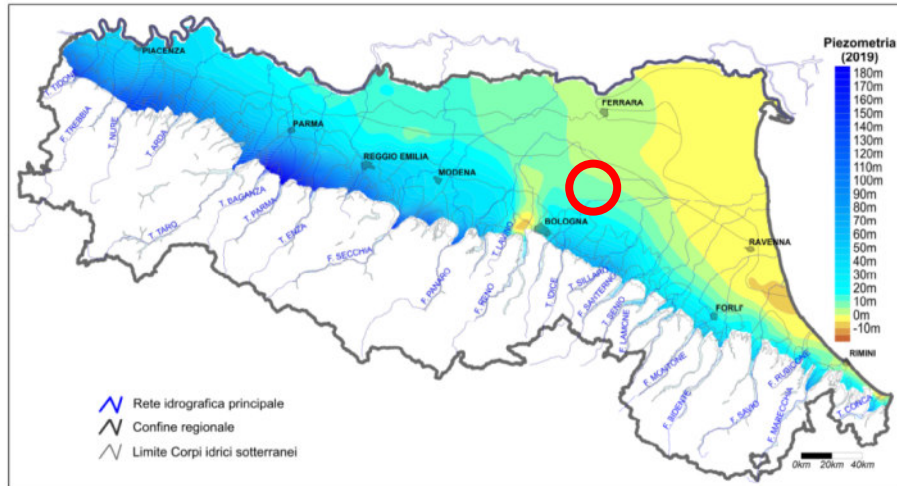 Piezometria
(2019)
180m
170m
160m
150m
140m
130m
120m
110m
100m
90m
80m
70m
60m
50m
40m
30m
20m
10m
0m
-10m
PIACENZA
PARMA
REGGIO EMILIA
MODENA
BOLOGNA
FERRARA
RAVENNA
FORLI'
RIMINI
T. TIDONE
F. TREBBIA
T. NURE
T. ARDA
T. TARO
T. BAGANZA
T. PARMA
T. ENZA
F. SECCHIA
F. PANARO
F. RENO
T. LAVINO
T. IDICE
T. SILLARO
F. SANTERNO
T. SENIO
F. LAMONE
F. MONTONE
F. SAVIO
F. MARECCHIA
F. RUBICONE
T. CONCA
Rete idrografica principale
Confine regionale
Limite Corpi idrici sotterranei
0km 20km 40km